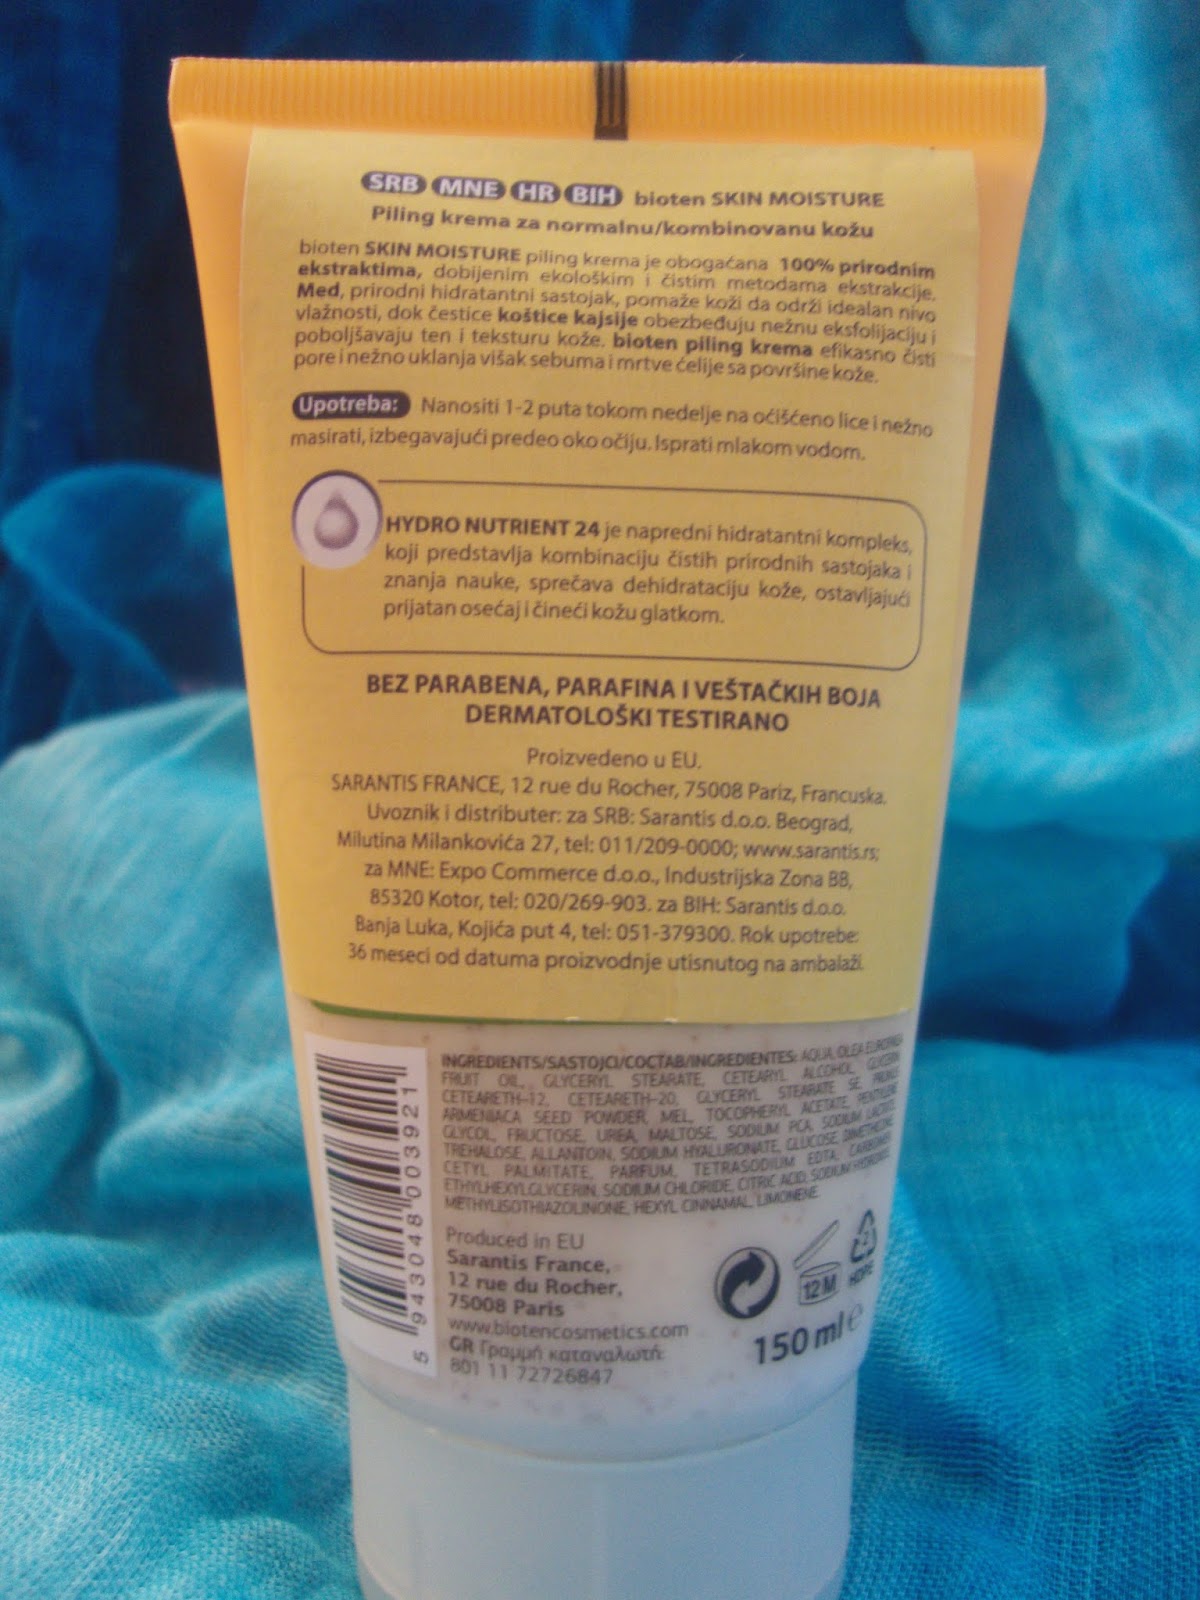 SRB MNE HR BIH bioten SKIN MOISTURE
Piling krema za normalnu/kombinovanu kožu
bioten SKIN MOISTURE piling krema je obogaćana 100% prirodnim
ekstraktima, dobijenim ekološkim i čistim metodama ekstrakcije.
Med, prirodni hidratantni sastojak, pomaže koži da održi idealan nivo
vlažnosti, dok čestice koštice kajsije obezbeđuju nežnu eksfolijaciju i
poboljšavaju ten i teksturu kože. bioten piling krema efikasno čisti
pore i nežno uklanja višak sebuma i mrtve ćelije sa površine kože.
Upotreba: Nanositi 1-2 puta tokom nedelje na očišćeno lice i nežno
masirati, izbegavajući predeo oko očiju. Isprati mlakom vodom.
HYDRO NUTRIENT 24 je napredni hidratantni kompleks,
koji predstavlja kombinaciju čistih prirodnih sastojaka i
znanja nauke, sprečava dehidrataciju kože, ostavljajući
prijatan osećaj i čineći kožu glatkom.
BEZ PARABENA, PARAFINA I VEŠTAČKIH BOJA
DERMATOLOŠKI TESTIRANO
Proizvedeno u EU.
SARANTIS FRANCE, 12 rue du Rocher, 75008 Pariz, Francuska.
Uvoznik i distributer: za SRB: Sarantis d.o.o. Beograd,
Milutina Milankovića 27, tel: 011/209-0000; www.sarantis.rs;
za MNE: Expo Commerce d.o.o., Industrijska Zona BB,
85320 Kotor, tel: 020/269-903. za BIH: Sarantis d.o.o.
Banja Luka, Kojića put 4, tel: 051-379300. Rok upotrebe:
36 meseci od datuma proizvodnje utisnutog na ambalaži.
INGREDIENTS/SASTOJCI/СОСТАВ/INGREDIENTES: AQUA, OLEA EUROPAEA
FRUIT OIL, GLYCERYL STEARATE, CETEARYL ALCOHOL, GLYCERIN
CETEARETH-12, CETEARETH-20, GLYCERYL STEARATE SE, PRUNUS
ARMENIACA SEED POWDER, MEL, TOCOPHERYL ACETATE, PENTYLENE
GLYCOL, FRUCTOSE, UREA, MALTOSE, SODIUM PCA, SODIUM LACTATE,
TREHALOSE, ALLANTOIN, SODIUM HYALURONATE, GLUCOSE, DIMETHICONE,
CETYL PALMITATE, PARFUM, TETRASODIUM EDTA, CARBOMER,
ETHYLHEXYLGLYCERIN, SODIUM CHLORIDE, CITRIC ACID, SODIUM HYDROXIDE,
METHYLISOTHIAZOLINONE, HEXYL CINNAMAL, LIMONENE
5 943048 003921
Produced in EU
Sarantis France,
12 rue du Rocher,
75008 Paris
www.biotencosmetics.com
GR Γραμμή καταναλωτή:
801 11 72726847
12 M
2
HDPE
150 ml e